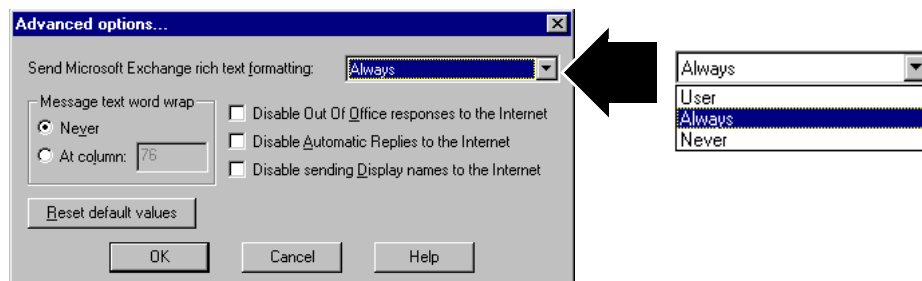 Advanced options...
Send Microsoft Exchange rich text formatting: Always
Message text word wrap
Never
At column: 76
Disable Out Of Office responses to the Internet
Disable Automatic Replies to the Internet
Disable sending Display names to the Internet
Reset default values
OK Cancel Help
Always
User
Always
Never